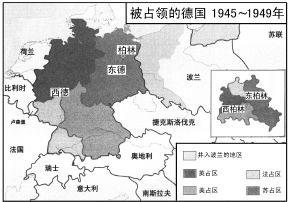 被占领的德国 1945～1949年
荷兰
柏林
苏联
东德
波兰
比利时
西德
东柏林
西柏林
卢森堡
捷克斯洛伐克
法国
奥地利
瑞士
意大利
南斯拉夫
并入波兰的地区
英占区
法占区
美占区
苏占区